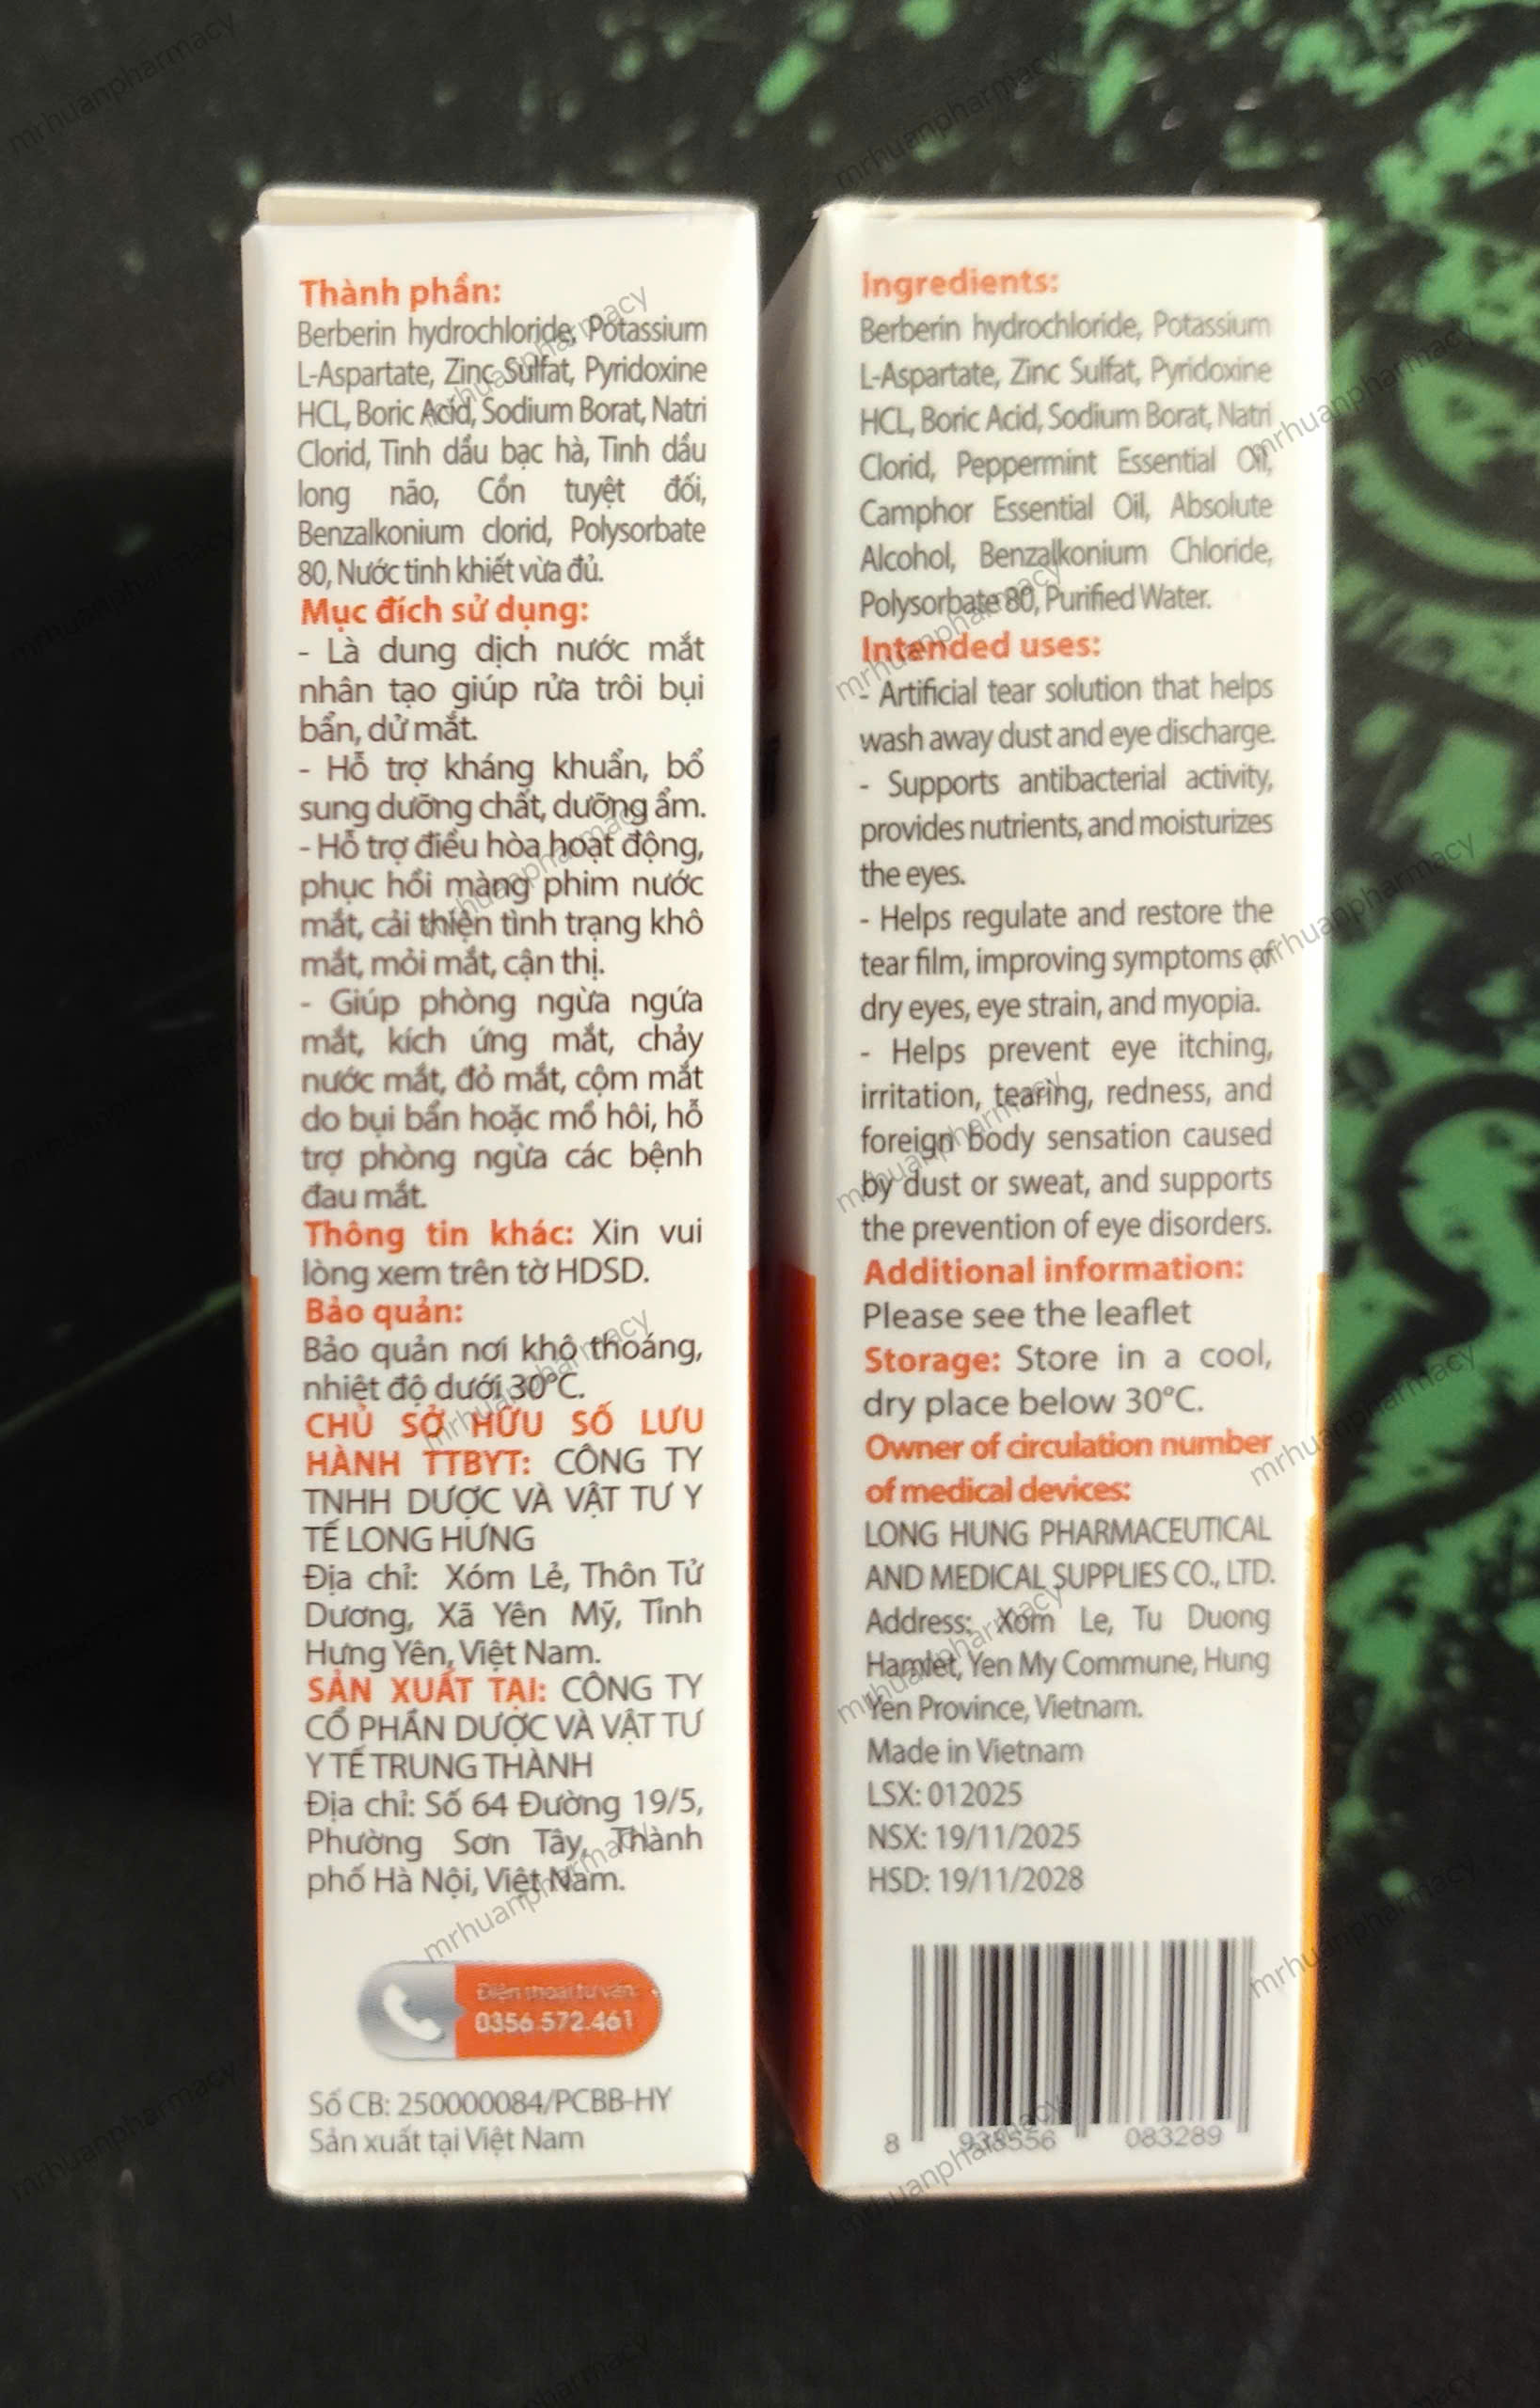 Thành phần:
Berberin hydrochloride, Potassium
L-Aspartate, Zinc Sulfat, Pyridoxine
HCL, Boric Acid, Sodium Borat, Natri
Clorid, Tinh dầu bạc hà, Tinh dầu
long não, Cồn tuyệt đối,
Benzalkonium clorid, Polysorbate
80, Nước tinh khiết vừa đủ.
Mục đích sử dụng:
- Là dung dịch nước mắt
nhân tạo giúp rửa trôi bụi
bẩn, dử mắt.
- Hỗ trợ kháng khuẩn, bổ
sung dưỡng chất, dưỡng ẩm.
- Hỗ trợ điều hòa hoạt động,
phục hồi màng phim nước
mắt, cải thiện tình trạng khô
mắt, mỏi mắt, cận thị.
- Giúp phòng ngừa ngứa
mắt, kích ứng mắt, chảy
nước mắt, đỏ mắt, cộm mắt
do bụi bẩn hoặc mồ hôi, hỗ
trợ phòng ngừa các bệnh
đau mắt.
Thông tin khác: Xin vui
lòng xem trên tờ HDSD.
Bảo quản:
Bảo quản nơi khô thoáng,
nhiệt độ dưới 30°C.
CHỦ SỞ HỮU SỐ LƯU
HÀNH TTBYT: CÔNG TY
TNHH DƯỢC VÀ VẬT TƯ Y
TẾ LONG HƯNG
Địa chỉ: Xóm Lẻ, Thôn Tử
Dương, Xã Yên Mỹ, Tỉnh
Hưng Yên, Việt Nam.
SẢN XUẤT TẠI: CÔNG TY
CỔ PHẦN DƯỢC VÀ VẬT TƯ
Y TẾ TRUNG THÀNH
Địa chỉ: Số 64 Đường 19/5,
Phường Sơn Tây, Thành
phố Hà Nội, Việt Nam.
Điện thoại tư vấn:
0356.572.461
Số CB: 250000084/PCBB-HY
Sản xuất tại Việt Nam
Ingredients:
Berberin hydrochloride, Potassium
L-Aspartate, Zinc Sulfat, Pyridoxine
HCL, Boric Acid, Sodium Borat, Natri
Clorid, Peppermint Essential Oil,
Camphor Essential Oil, Absolute
Alcohol, Benzalkonium Chloride,
Polysorbate 80, Purified Water.
Intended uses:
- Artificial tear solution that helps
wash away dust and eye discharge.
- Supports antibacterial activity,
provides nutrients, and moisturizes
the eyes.
- Helps regulate and restore the
tear film, improving symptoms of
dry eyes, eye strain, and myopia.
- Helps prevent eye itching,
irritation, tearing, redness, and
foreign body sensation caused
by dust or sweat, and supports
the prevention of eye disorders.
Additional information:
Please see the leaflet
Storage: Store in a cool,
dry place below 30°C.
Owner of circulation number
of medical devices:
LONG HUNG PHARMACEUTICAL
AND MEDICAL SUPPLIES CO., LTD.
Address: Xom Le, Tu Duong
Hamlet, Yen My Commune, Hung
Yen Province, Vietnam.
Made in Vietnam
LSX: 012025
NSX: 19/11/2025
HSD: 19/11/2028
8 938556 083289
mrhuanpharmacy